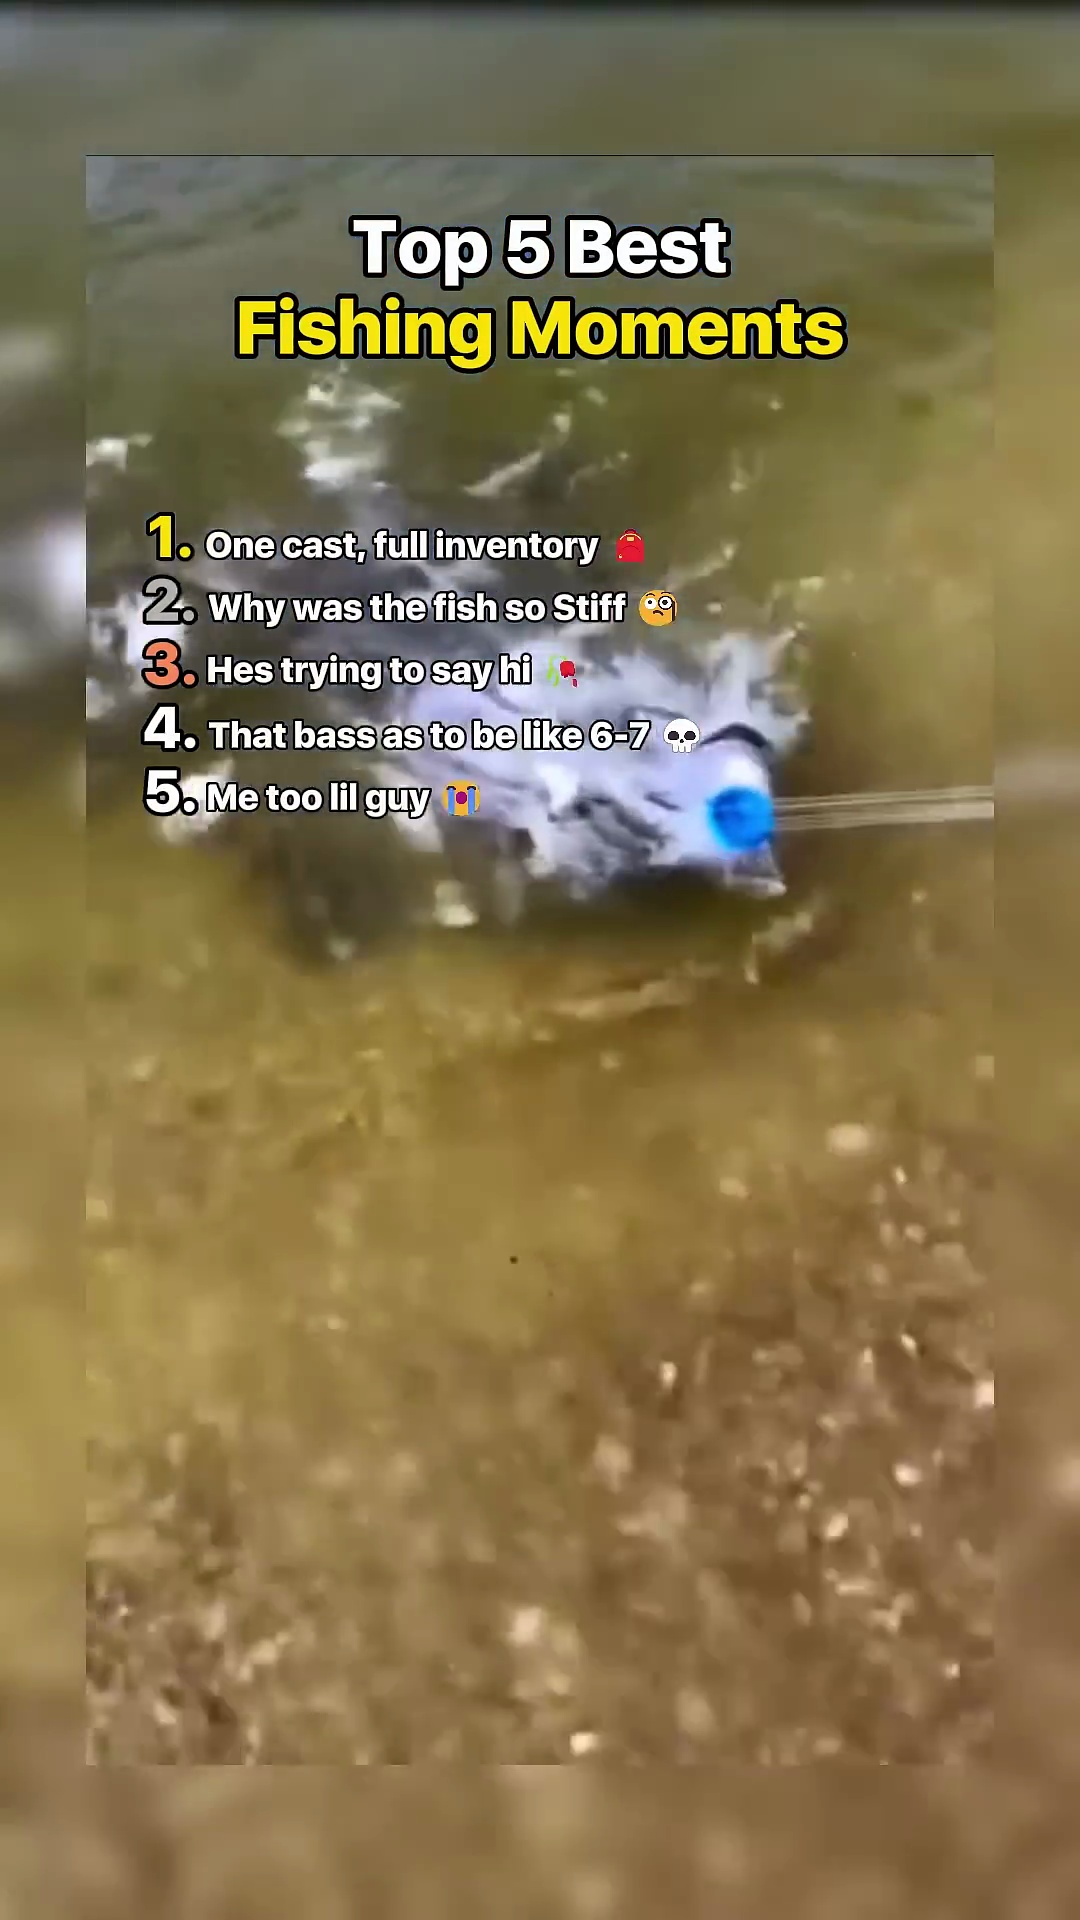 Top 5 Best
Fishing Moments
1. One cast, full inventory 🎒
2. Why was the fish so Stiff 🧐
3. Hes trying to say hi 🥀
4. That bass as to be like 6-7 💀
5. Me too lil guy 😭